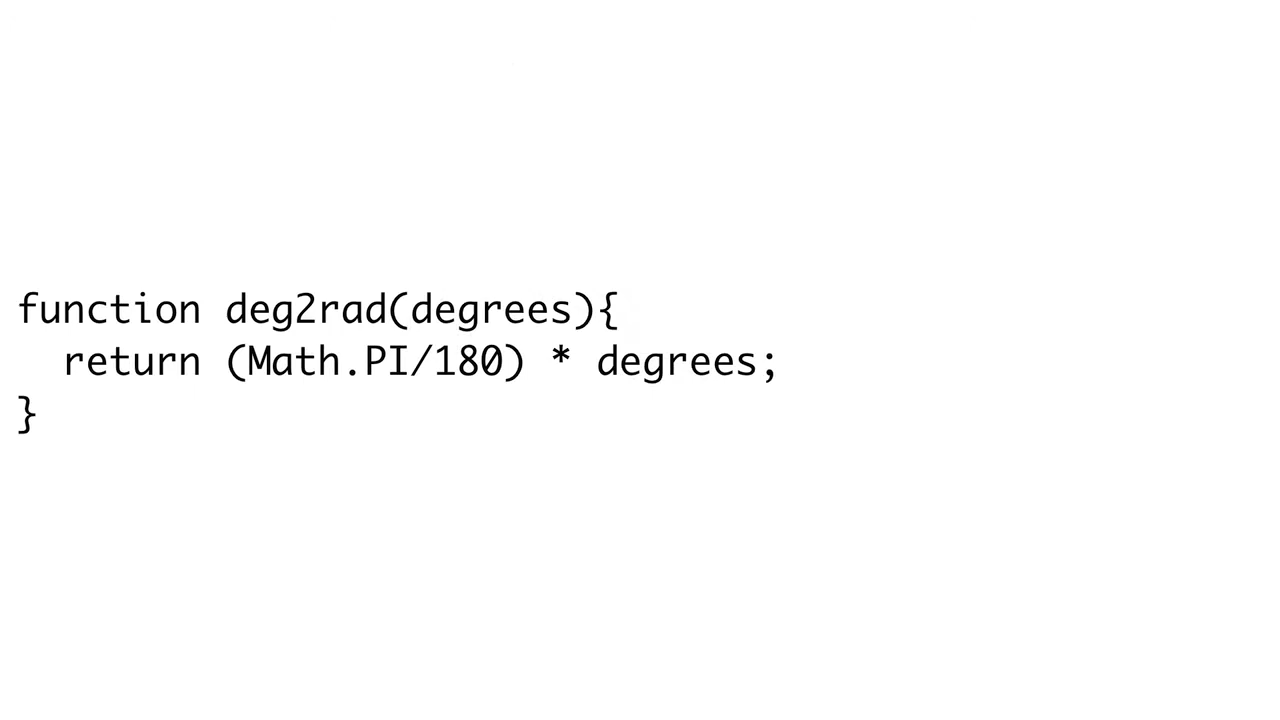 function deg2rad(degrees){
  return (Math.PI/180) * degrees;
}